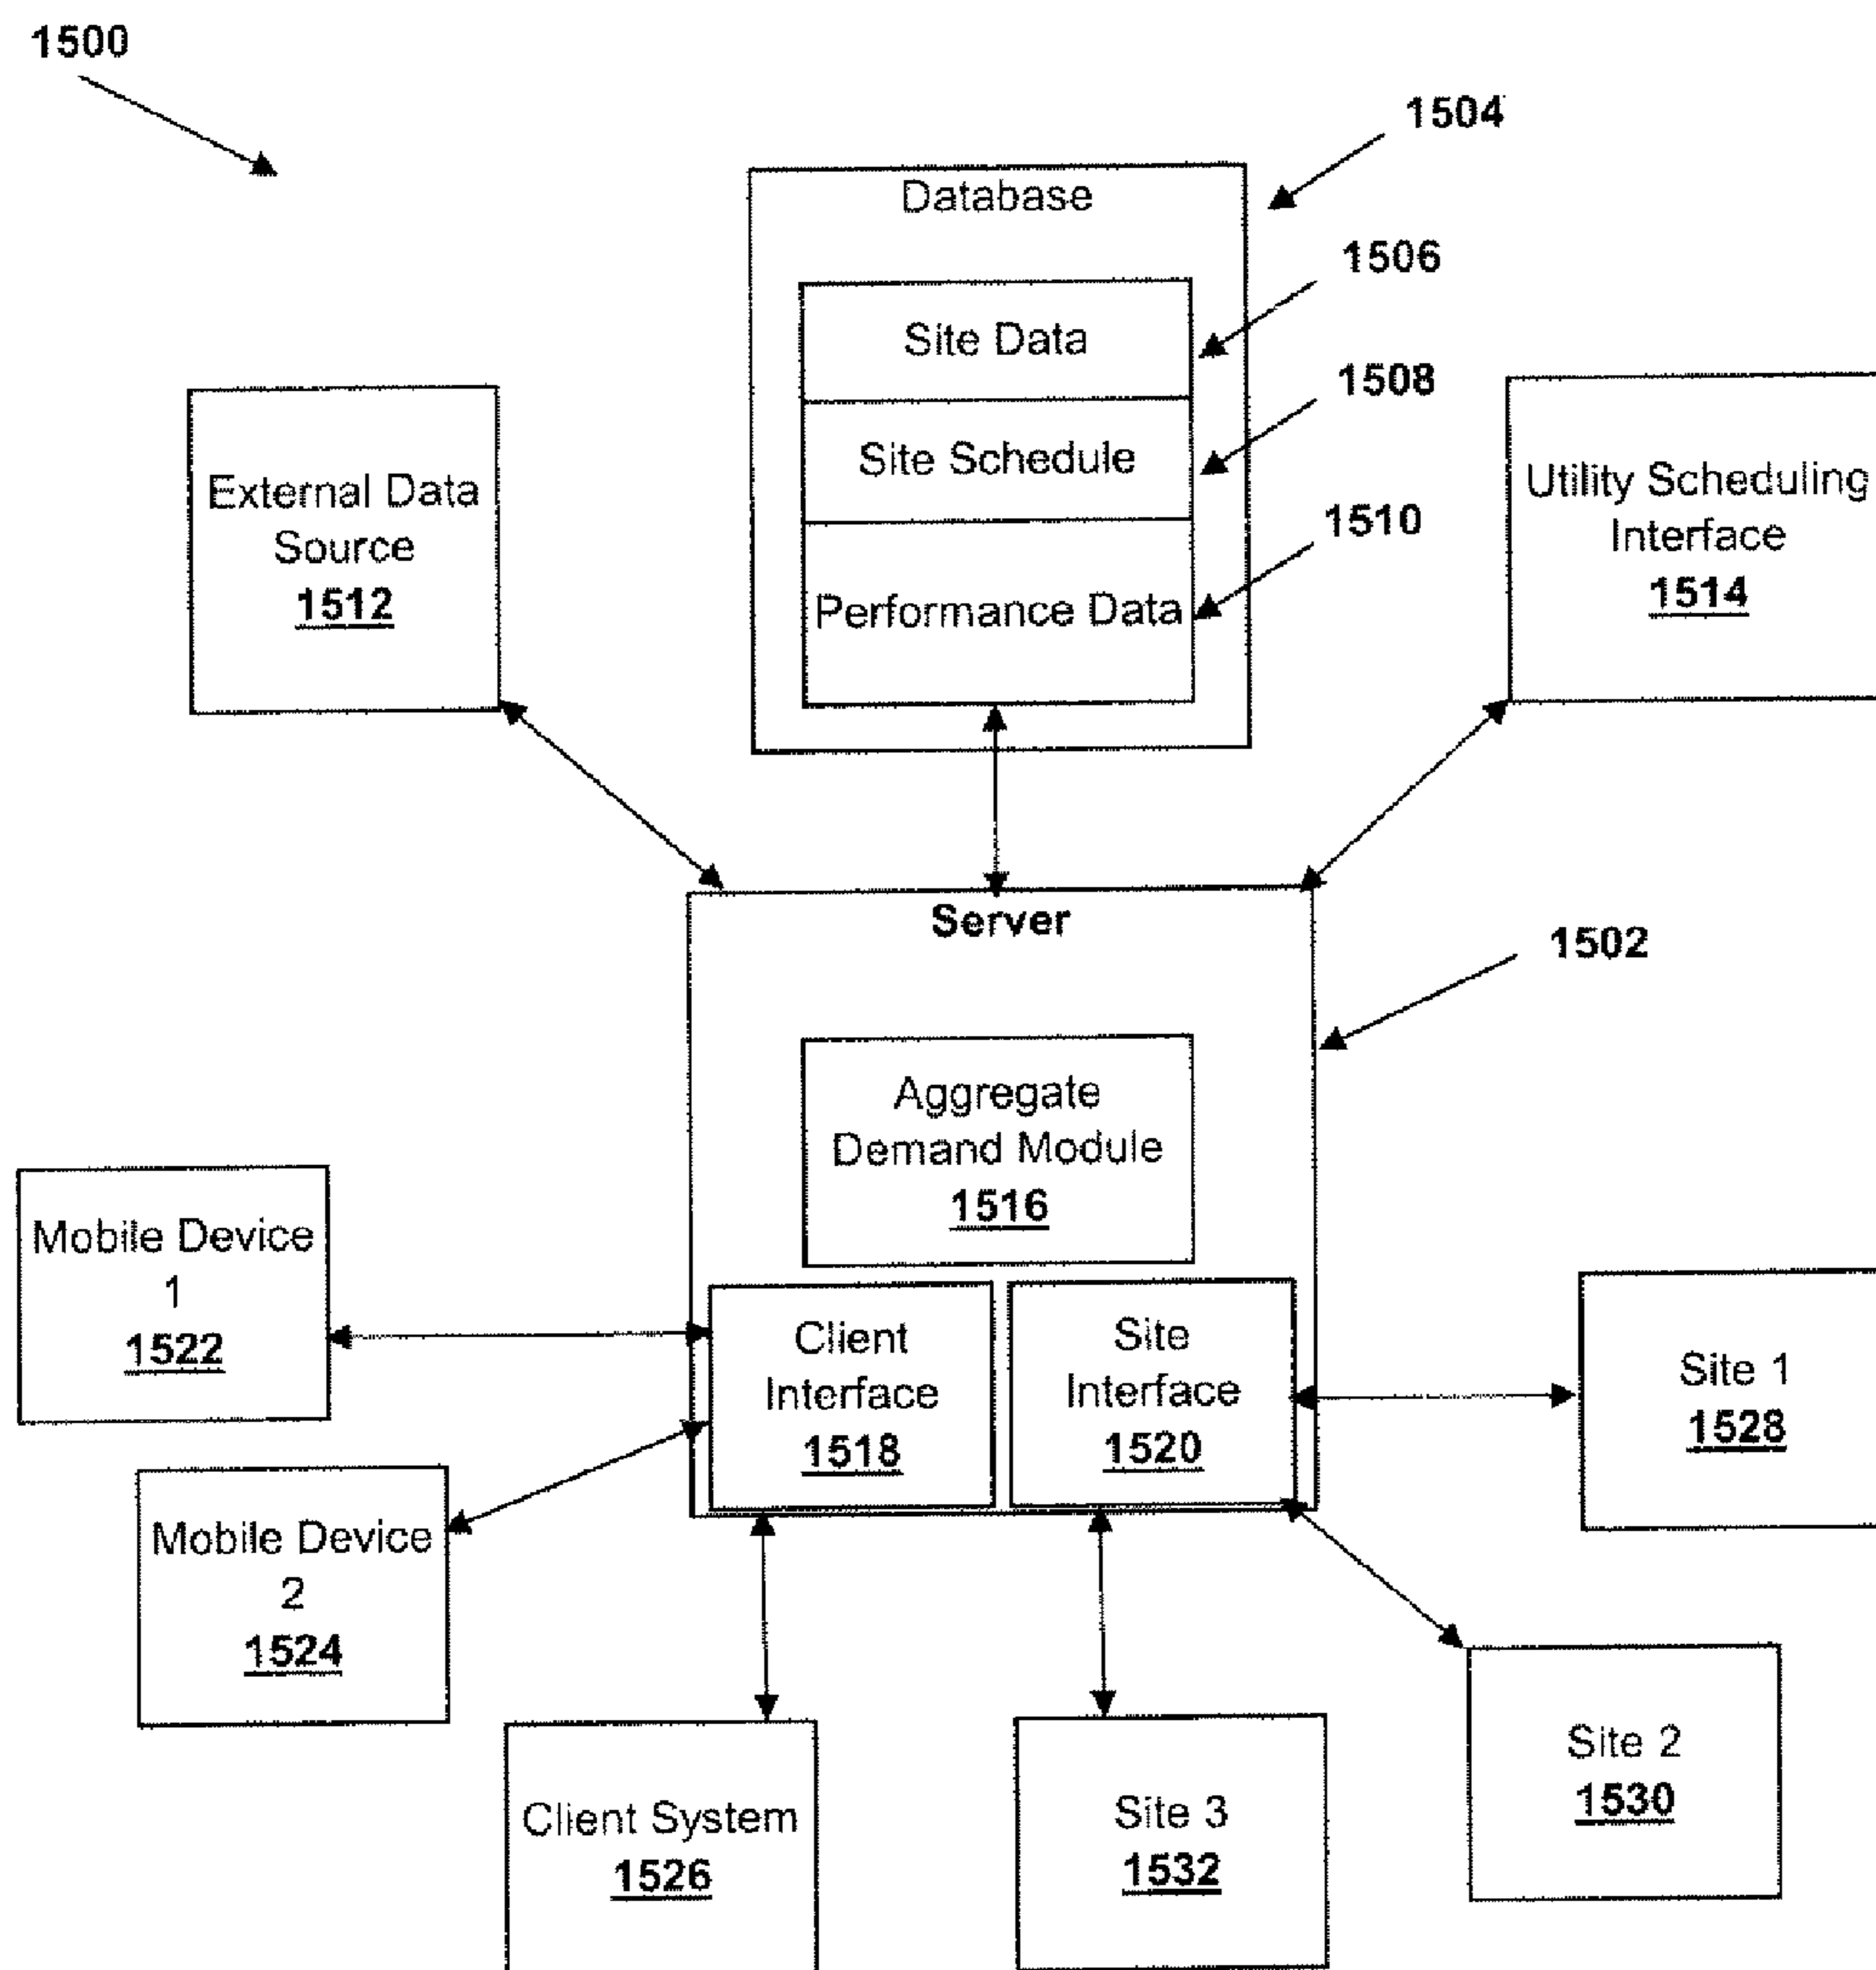 1500
1504
Database
1506
Site Data
1508
Site Schedule
1510
Performance Data
External Data
Source
1512
Utility Scheduling
Interface
1514
Server
1502
Aggregate
Demand Module
1516
Mobile Device
1
1522
Client
Interface
1518
Site
Interface
1520
Site 1
1528
Mobile Device
2
1524
Site 2
1530
Client System
1526
Site 3
1532